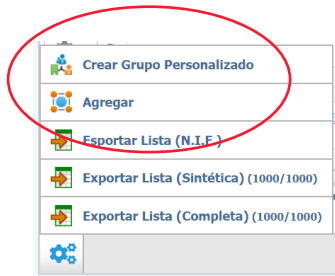 Crear Grupo Personalizado
Agregar
Esportar Lista (N.I.F.)
Exportar Lista (Sintética) (1000/1000)
Exportar Lista (Completa) (1000/1000)